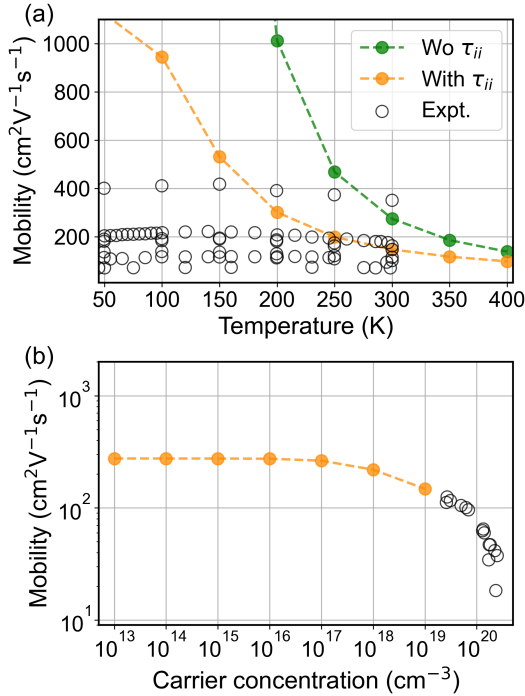 (a)
1000
800
600
400
200
Mobility (cm²V⁻¹s⁻¹)
Wo τᵢᵢ
With τᵢᵢ
Expt.
50 100 150 200 250 300 350 400
Temperature (K)
(b)
10³
10²
10¹
Mobility (cm²V⁻¹s⁻¹)
10¹³ 10¹⁴ 10¹⁵ 10¹⁶ 10¹⁷ 10¹⁸ 10¹⁹ 10²⁰
Carrier concentration (cm⁻³)